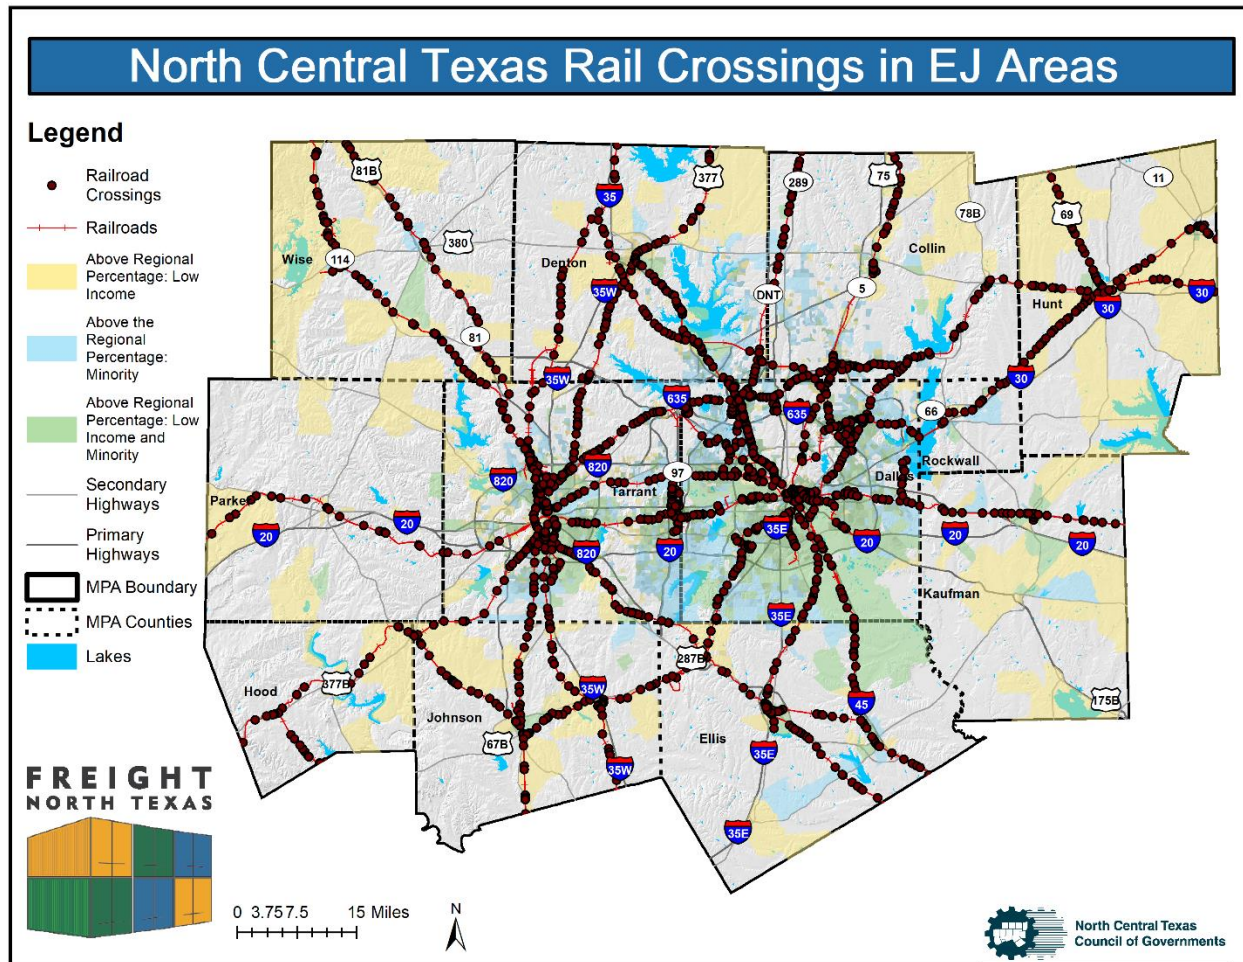 North Central Texas Rail Crossings in EJ Areas
Legend
Railroad
Crossings
Railroads
Above Regional
Percentage: Low
Income
Above the
Regional
Percentage:
Minority
Above Regional
Percentage: Low
Income and
Minority
Secondary
Highways
Primary
Highways
MPA Boundary
MPA Counties
Lakes
81B
377
289
75
11
35
69
78B
380
Collin
114
Wise
Denton
35W
DNT
5
Hunt
30
30
81
35W
30
635
635
66
820
820
97
Rockwall
Dallas
Tarrant
Parker
20
20
35E
20
20
20
820
20
Kaufman
35E
287B
377B
Hood
35W
45
175B
Johnson
67B
Ellis
35E
35W
35E
FREIGHT
NORTH TEXAS
0 3.75 7.5 15 Miles
N
North Central Texas
Council of Governments